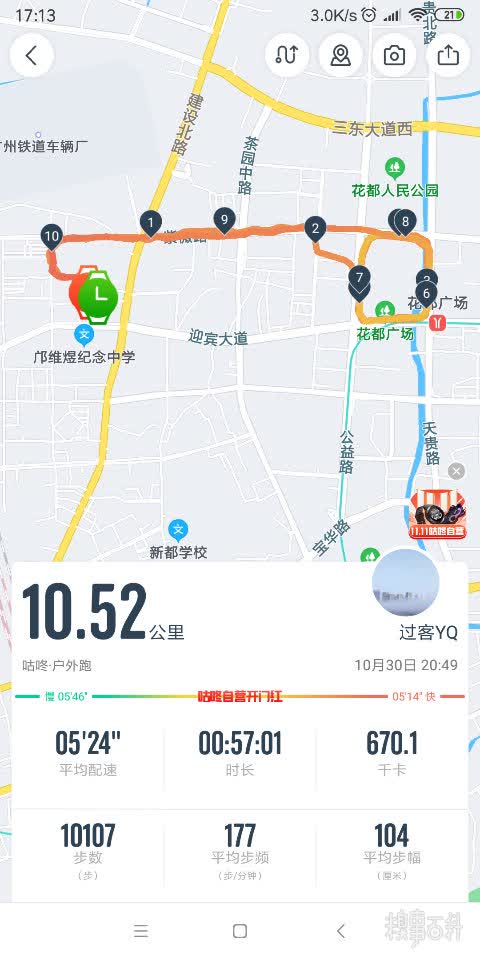 17:13
3.0K/s
21
贵
北
路
建设北路
茶园中路
三东大道西
州铁道车辆厂
花都人民公园
10
1
9
2
8
7
6
花都广场
邝维煜纪念中学
迎宾大道
花都广场
公益路
天贵路
11.11咕咚自营
宝华路
新都学校
10.52公里
过客YQ
咕咚·户外跑
10月30日 20:49
慢 05'46"
咕咚自营开门红
05'14" 快
05'24"
00:57:01
670.1
平均配速
时长
千卡
10107
177
104
步数
平均步频
平均步幅
(步)
(步/分钟)
(厘米)
糗事百科